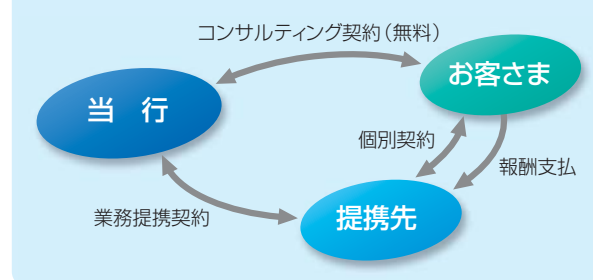 コンサルティング契約(無料)
お客さま
当 行
個別契約
報酬支払
業務提携契約
提携先